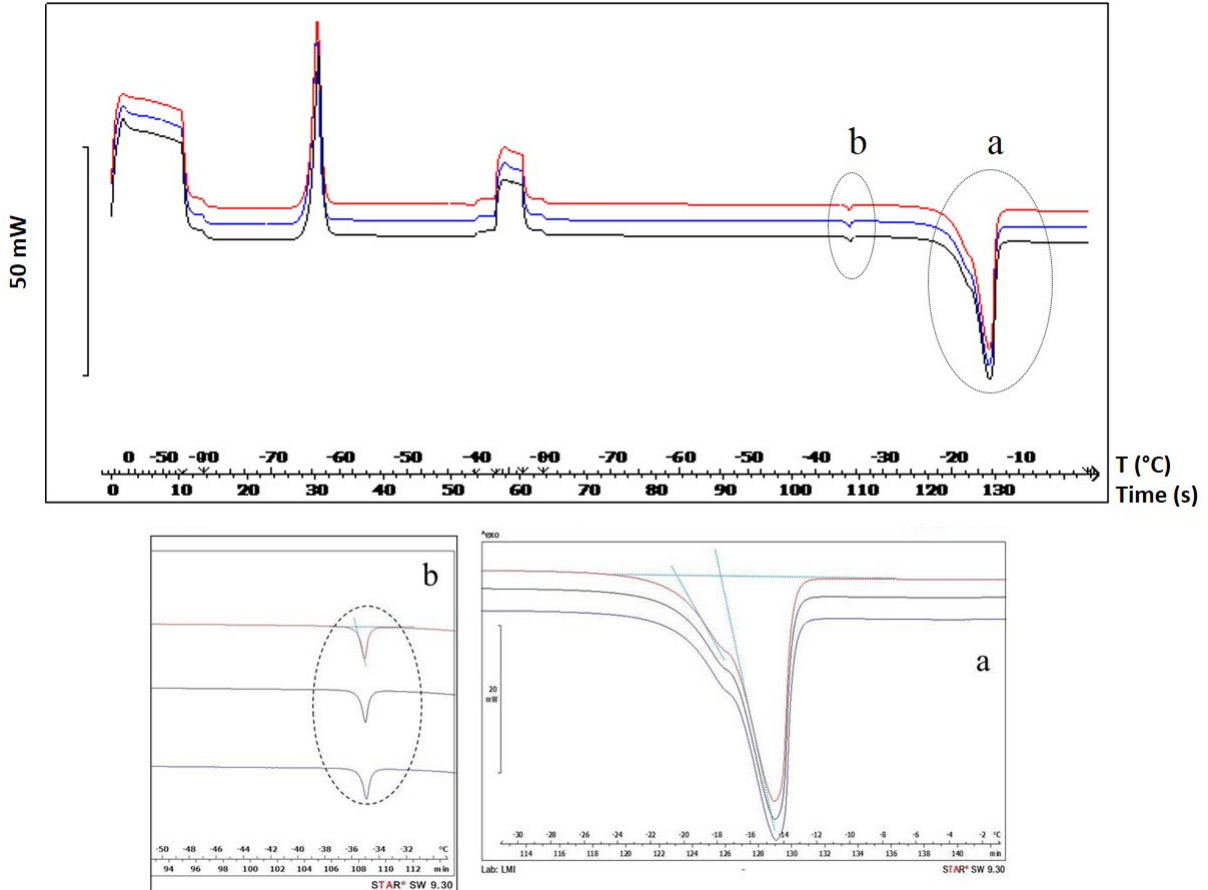 50 mW
b
a
0 -50 -90 -70 -60 -50 -40 -80 -70 -60 -50 -40 -30 -20 -10
T (°C)
0 10 20 30 40 50 60 70 80 90 100 110 120 130
Time (s)
b
-50 -48 -46 -44 -42 -40 -38 -36 -34 -32 °C
94 96 98 100 102 104 106 108 110 112 min
STAR® SW 9.30
^exo
a
20
mW
-30 -28 -26 -24 -22 -20 -18 -16 -14 -12 -10 -8 -6 -4 -2 °C
114 116 118 120 122 124 126 128 130 132 134 136 138 140 min
Lab: LMI
STAR® SW 9.30